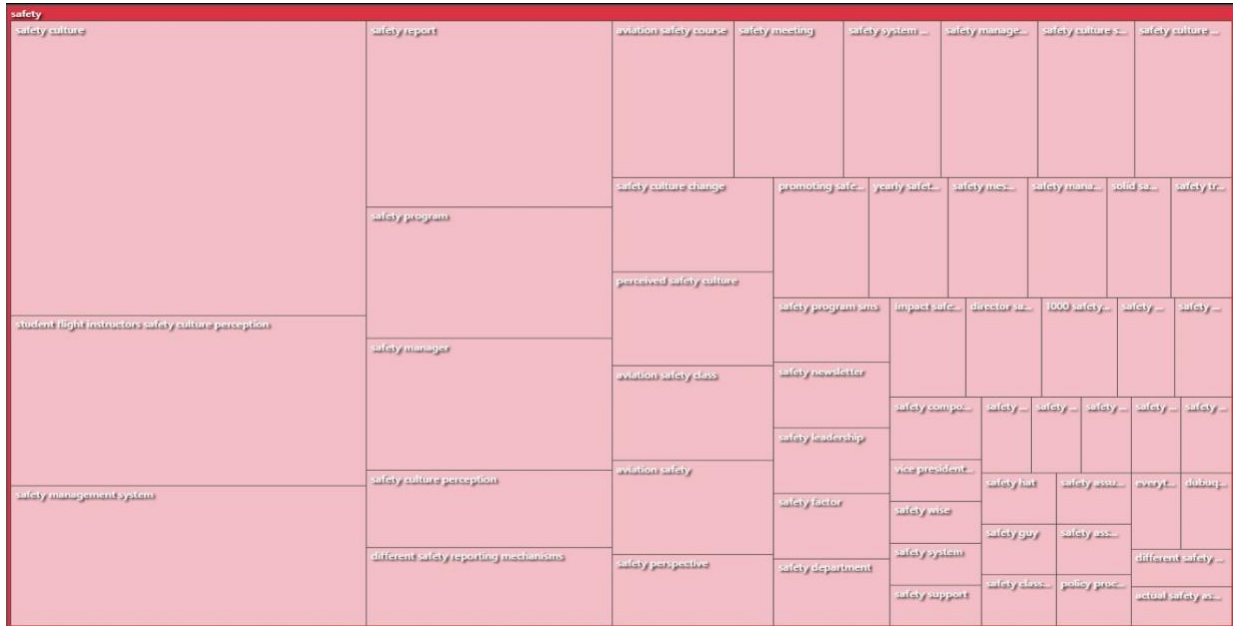 safety
safety culture
student flight instructors safety culture perception
safety management system
safety report
safety program
safety manager
safety culture perception
different safety reporting mechanisms
aviation safety course
safety meeting
safety system ...
safety manage...
safety culture s...
safety culture ...
safety culture change
perceived safety culture
aviation safety class
aviation safety
safety perspective
promoting safe...
yearly safet...
safety mes...
safety mana...
solid sa...
safety tr...
safety program sms
safety newsletter
safety leadership
safety factor
safety department
impact safe...
director sa...
1000 safety...
safety ...
safety ...
safety compo...
vice president...
safety wise
safety system
safety support
safety ...
safety ...
safety ...
safety ...
safety ...
safety hat
safety assu...
everyt...
dubuq...
safety guy
safety ass...
safety class...
policy proc...
different safety ...
actual safety as...